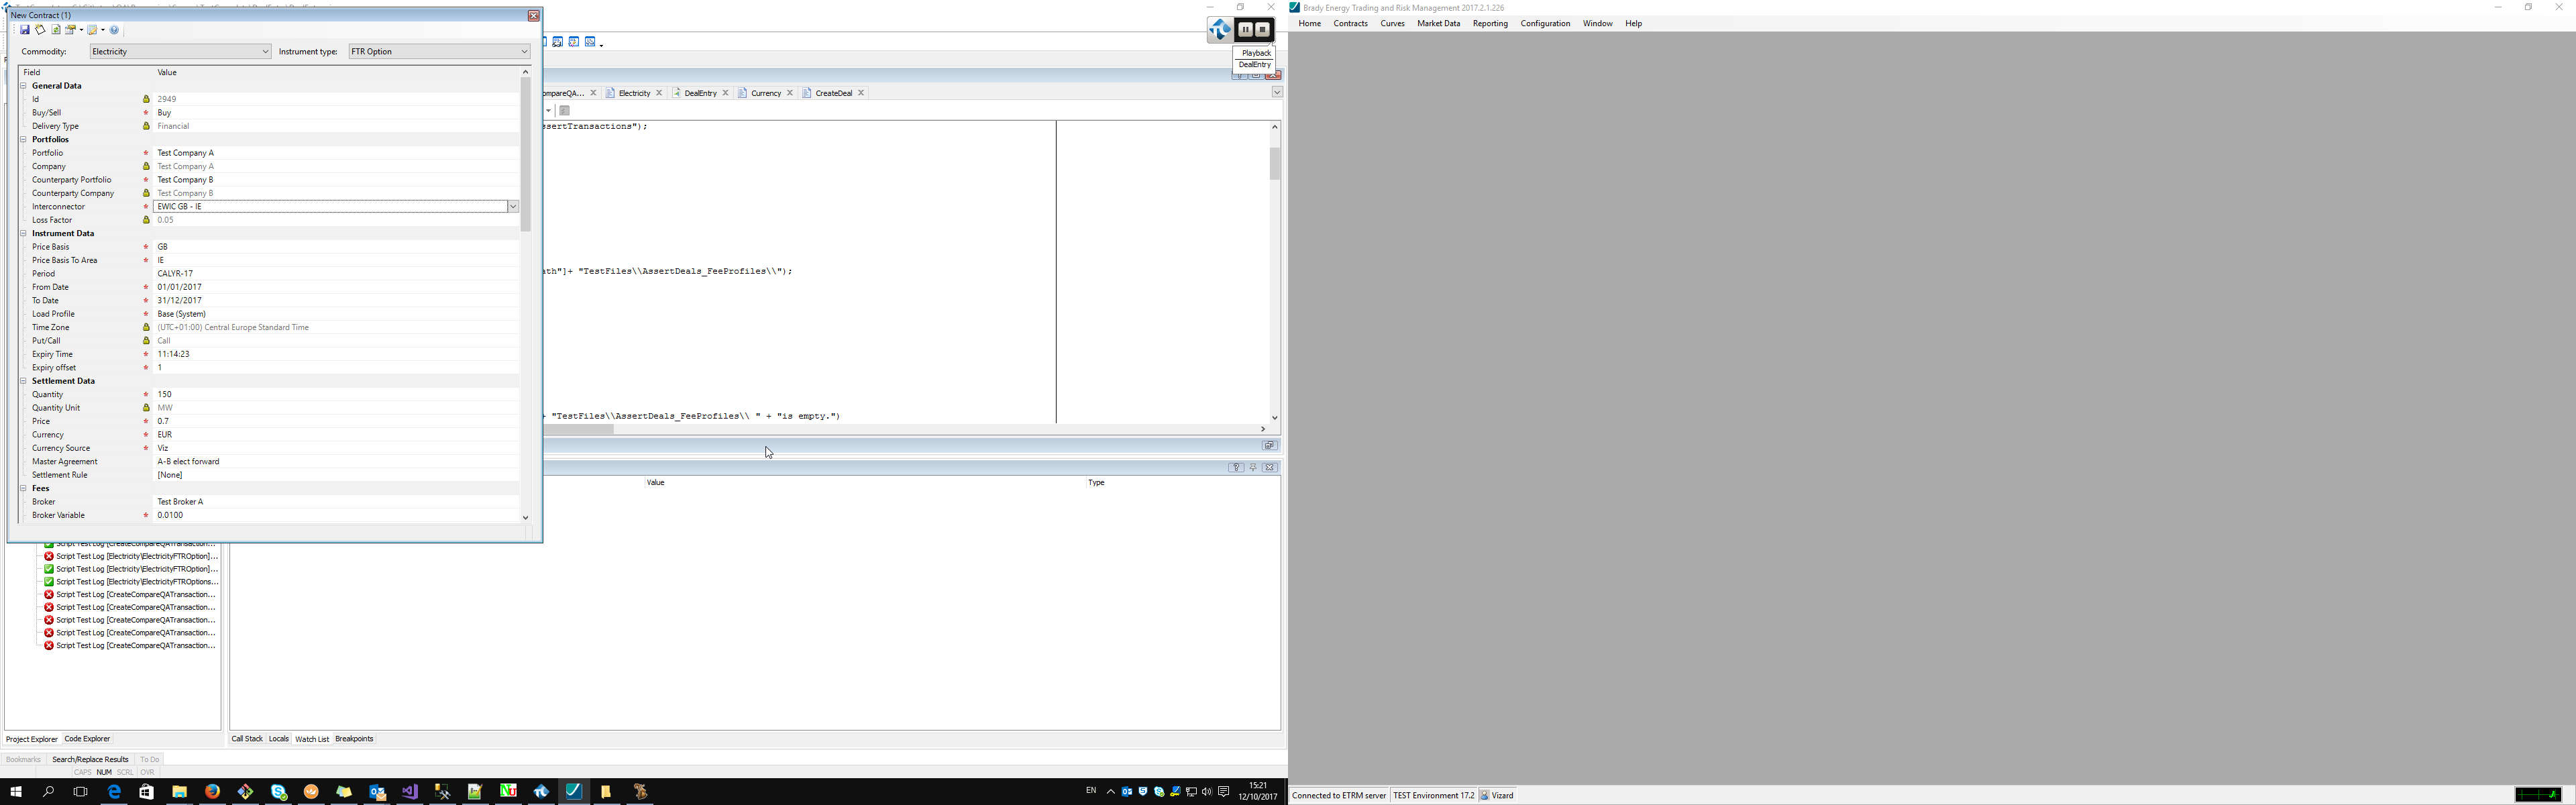 New Contract (1)
Commodity: Electricity Instrument type: FTR Option
Field Value
General Data
Id 2949
Buy/Sell * Buy
Delivery Type Financial
Portfolios
Portfolio * Test Company A
Company Test Company A
Counterparty Portfolio * Test Company B
Counterparty Company Test Company B
Interconnector * EWIC GB - IE
Loss Factor 0.05
Instrument Data
Price Basis * GB
Price Basis To Area * IE
Period CALYR-17
From Date * 01/01/2017
To Date * 31/12/2017
Load Profile * Base (System)
Time Zone (UTC+01:00) Central Europe Standard Time
Put/Call Call
Expiry Time * 11:14:23
Expiry offset * 1
Settlement Data
Quantity * 150
Quantity Unit MW
Price * 0.7
Currency * EUR
Currency Source * Viz
Master Agreement A-B elect forward
Settlement Rule [None]
Fees
Broker Test Broker A
Broker Variable * 0.0100
Script Test Log [CreateCompareQATransaction...
Script Test Log [Electricity\ElectricityFTROption]...
Script Test Log [Electricity\ElectricityFTROption]...
Script Test Log [Electricity\ElectricityFTROptions...
Script Test Log [CreateCompareQATransaction...
Script Test Log [CreateCompareQATransaction...
Script Test Log [CreateCompareQATransaction...
Script Test Log [CreateCompareQATransaction...
Script Test Log [CreateCompareQATransaction...
Project Explorer Code Explorer
Playback
DealEntry
ompareQA... Electricity DealEntry Currency CreateDeal
ssertTransactions");
ath"]+ "TestFiles\\AssertDeals_FeeProfiles\\");
+ "TestFiles\\AssertDeals_FeeProfiles\\ " + "is empty.")
Value Type
Call Stack Locals Watch List Breakpoints
Bookmarks Search/Replace Results To Do
CAPS NUM SCRL OVR
EN
15:21
12/10/2017
Brady Energy Trading and Risk Management 2017.2.1.226
Home Contracts Curves Market Data Reporting Configuration Window Help
Connected to ETRM server TEST Environment 17.2 Vizard